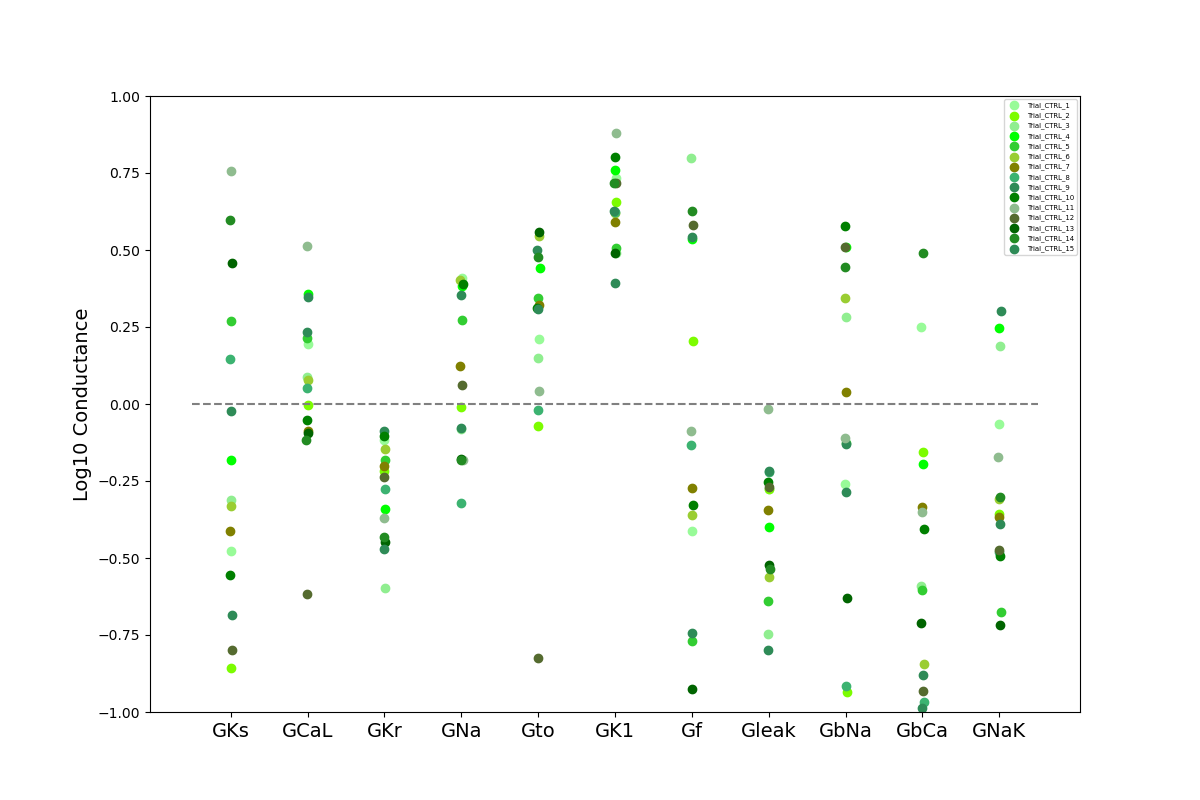 Log10 Conductance
1.00
0.75
0.50
0.25
0.00
−0.25
−0.50
−0.75
−1.00
GKs GCaL GKr GNa Gto GK1 Gf Gleak GbNa GbCa GNaK
Trial_CTRL_1
Trial_CTRL_2
Trial_CTRL_3
Trial_CTRL_4
Trial_CTRL_5
Trial_CTRL_6
Trial_CTRL_7
Trial_CTRL_8
Trial_CTRL_9
Trial_CTRL_10
Trial_CTRL_11
Trial_CTRL_12
Trial_CTRL_13
Trial_CTRL_14
Trial_CTRL_15